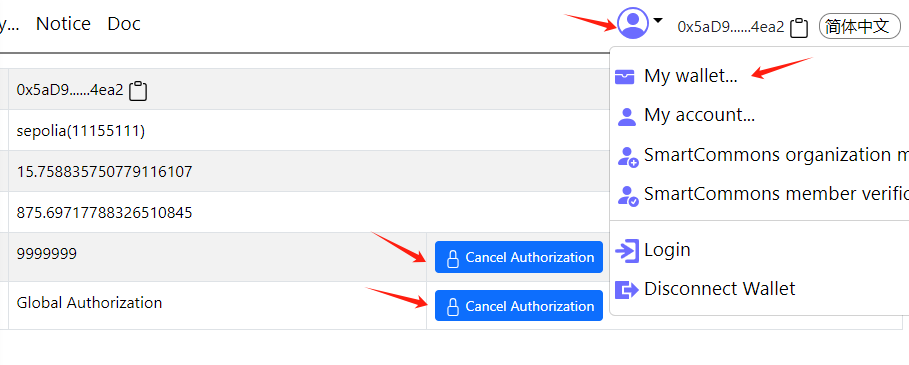 y... Notice Doc 0x5aD9......4ea2 简体中文
0x5aD9......4ea2
sepolia(11155111)
15.758835750779116107
875.69717788326510845
9999999 Cancel Authorization
Global Authorization Cancel Authorization
My wallet...
My account...
SmartCommons organization m
SmartCommons member verific
Login
Disconnect Wallet